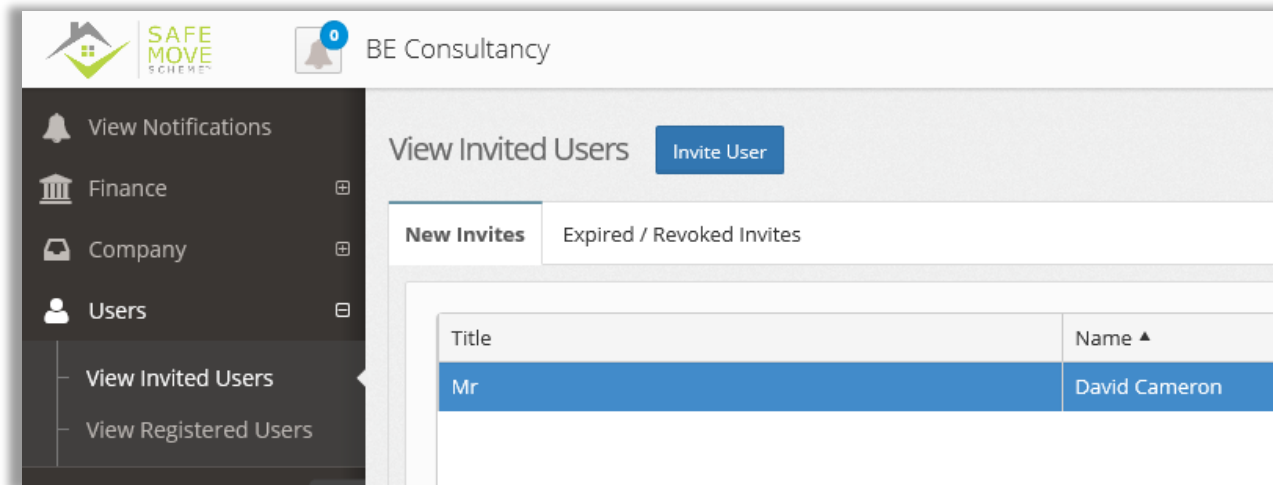 SAFE
MOVE
SCHEME™
0
BE Consultancy
View Notifications
Finance
Company
Users
View Invited Users
View Registered Users
View Invited Users
Invite User
New Invites
Expired / Revoked Invites
Title
Name ▲
Mr
David Cameron